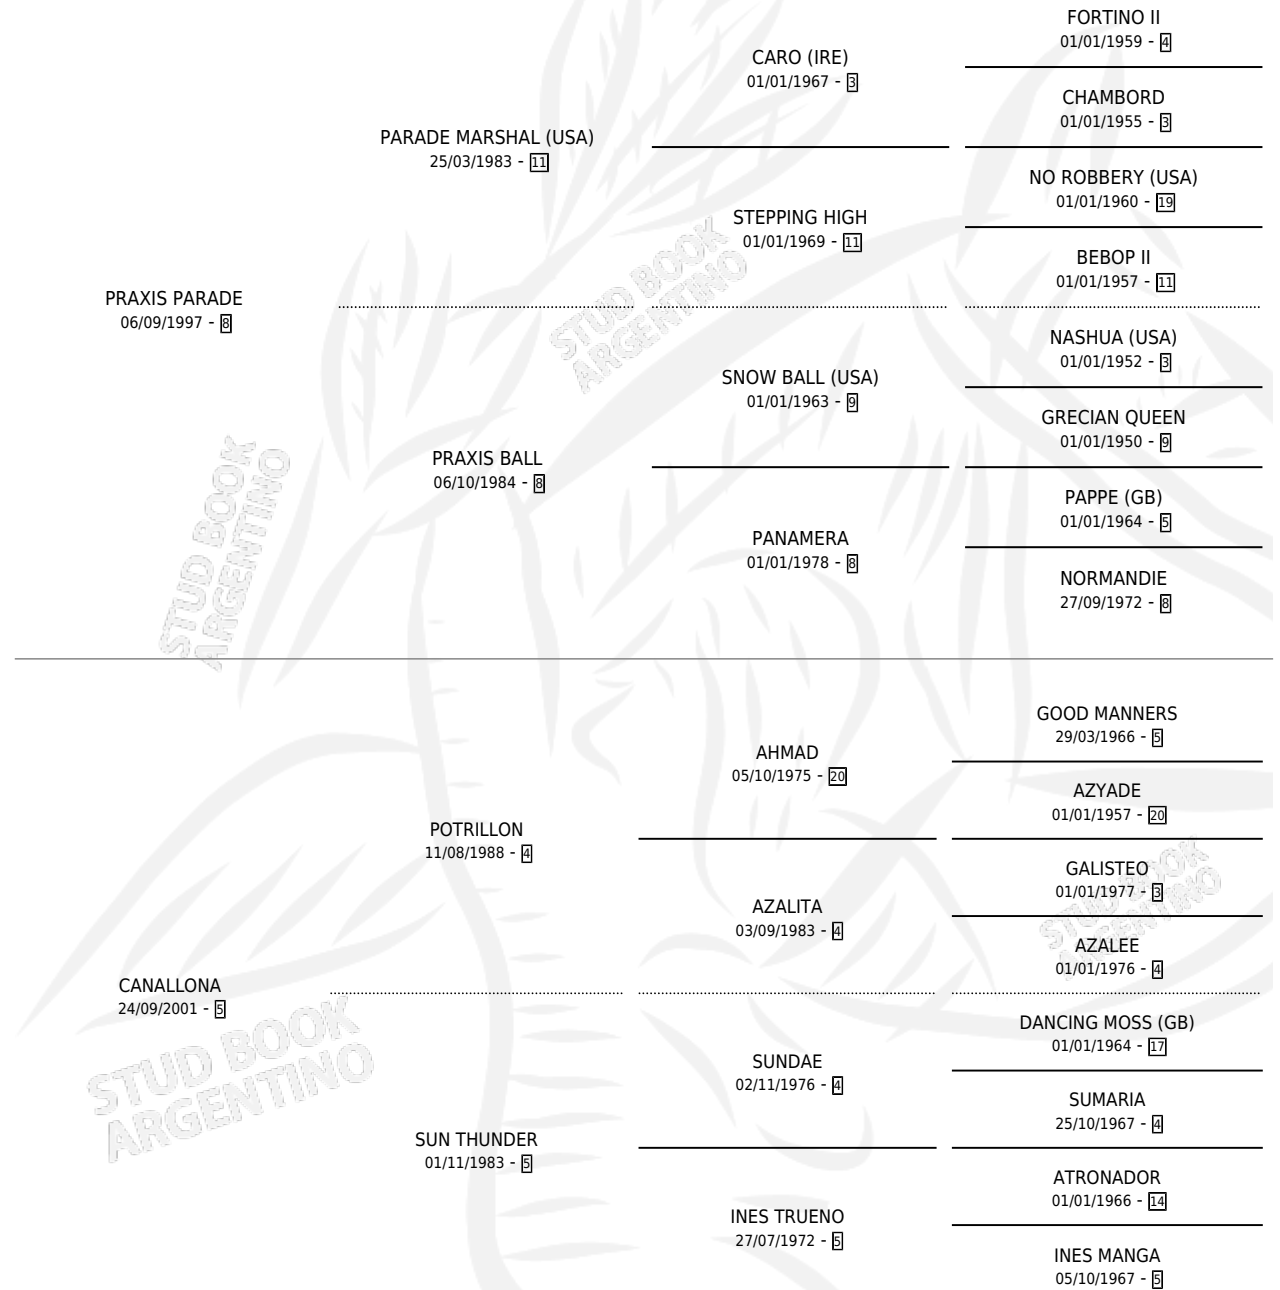 FORTINO II
01/01/1959 - 4
CARO (IRE)
01/01/1967 - 3
CHAMBORD
01/01/1955 - 3
PARADE MARSHAL (USA)
25/03/1983 - 11
NO ROBBERY (USA)
01/01/1960 - 19
STEPPING HIGH
01/01/1969 - 11
BEBOP II
01/01/1957 - 11
PRAXIS PARADE
06/09/1997 - 8
STUD BOOK
ARGENTINO
NASHUA (USA)
01/01/1952 - 3
SNOW BALL (USA)
01/01/1963 - 9
GRECIAN QUEEN
01/01/1950 - 9
PRAXIS BALL
06/10/1984 - 8
PAPPE (GB)
01/01/1964 - 5
PANAMERA
01/01/1978 - 8
NORMANDIE
27/09/1972 - 8
STUD BOOK
ARGENTINO
GOOD MANNERS
29/03/1966 - 5
AHMAD
05/10/1975 - 20
AZYADE
01/01/1957 - 20
POTRILLON
11/08/1988 - 4
GALISTEO
01/01/1977 - 3
AZALITA
03/09/1983 - 4
AZALEE
01/01/1976 - 4
STUD BOOK
ARGENTINO
CANALLONA
24/09/2001 - 5
DANCING MOSS (GB)
01/01/1964 - 17
SUNDAE
02/11/1976 - 4
SUMARIA
25/10/1967 - 4
STUD BOOK
ARGENTINO
SUN THUNDER
01/11/1983 - 5
ATRONADOR
01/01/1966 - 14
INES TRUENO
27/07/1972 - 5
INES MANGA
05/10/1967 - 5